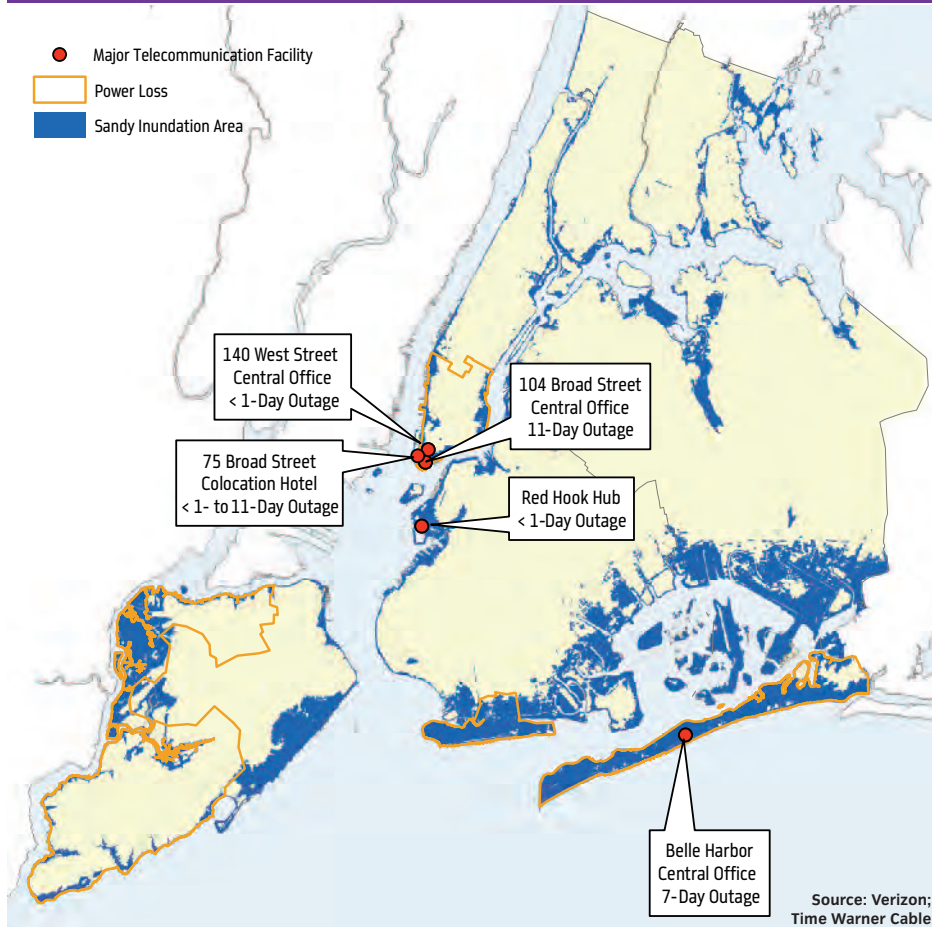 Major Telecommunication Facility
Power Loss
Sandy Inundation Area
140 West Street
Central Office
< 1-Day Outage
104 Broad Street
Central Office
11-Day Outage
75 Broad Street
Colocation Hotel
< 1- to 11-Day Outage
Red Hook Hub
< 1-Day Outage
Belle Harbor
Central Office
7-Day Outage
Source: Verizon;
Time Warner Cable